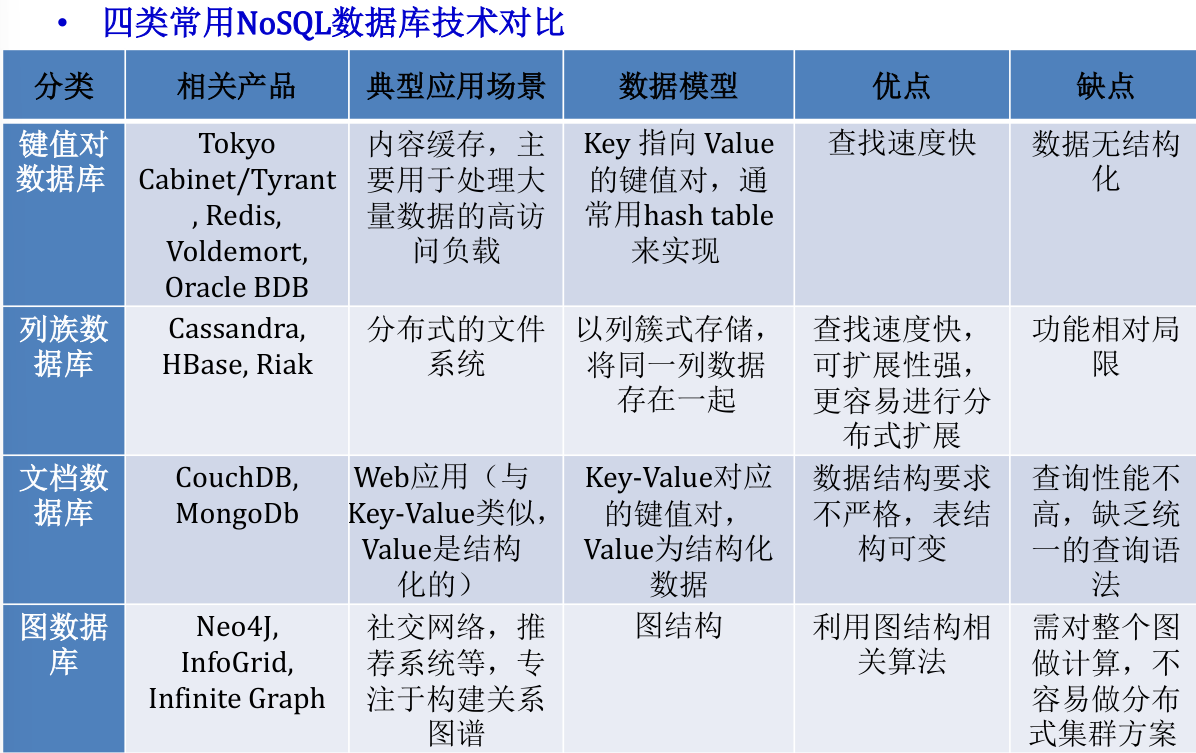 • 四类常用NoSQL数据库技术对比
分类 相关产品 典型应用场景 数据模型 优点 缺点
键值对
数据库
Tokyo
Cabinet/Tyrant
, Redis,
Voldemort,
Oracle BDB
内容缓存，主
要用于处理大
量数据的高访
问负载
Key 指向 Value
的键值对，通
常用hash table
来实现
查找速度快
数据无结构
化
列族数
据库
Cassandra,
HBase, Riak
分布式的文件
系统
以列簇式存储，
将同一列数据
存在一起
查找速度快，
可扩展性强，
更容易进行分
布式扩展
功能相对局
限
文档数
据库
CouchDB,
MongoDb
Web应用（与
Key-Value类似，
Value是结构
化的）
Key-Value对应
的键值对，
Value为结构化
数据
数据结构要求
不严格，表结
构可变
查询性能不
高，缺乏统
一的查询语
法
图数据
库
Neo4J,
InfoGrid,
Infinite Graph
社交网络，推
荐系统等，专
注于构建关系
图谱
图结构
利用图结构相
关算法
需对整个图
做计算，不
容易做分布
式集群方案